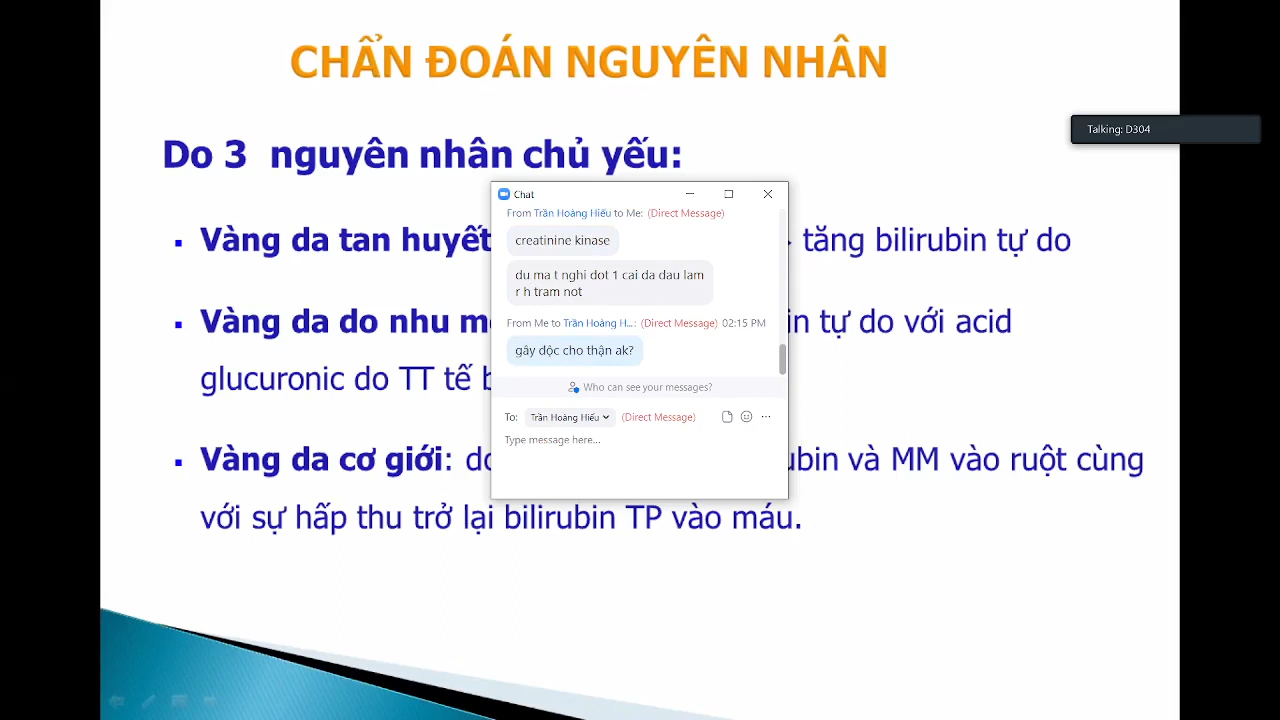 CHẨN ĐOÁN NGUYÊN NHÂN
Talking: D304
Do 3 nguyên nhân chủ yếu:
Chat
From Trần Hoàng Hiếu to Me: (Direct Message)
creatinine kinase
du ma t nghi dot 1 cai da dau lam
r h tram not
From Me to Trần Hoàng H...: (Direct Message) 02:15 PM
gây dộc cho thận ak?
Who can see your messages?
To: Trần Hoàng Hiếu (Direct Message)
Type message here...
▪ Vàng da tan huyết tăng bilirubin tự do
▪ Vàng da do nhu tự do với acid
glucuronic do TT tế
▪ Vàng da cơ giới: và MM vào ruột cùng
với sự hấp thu trở lại bilirubin TP vào máu.